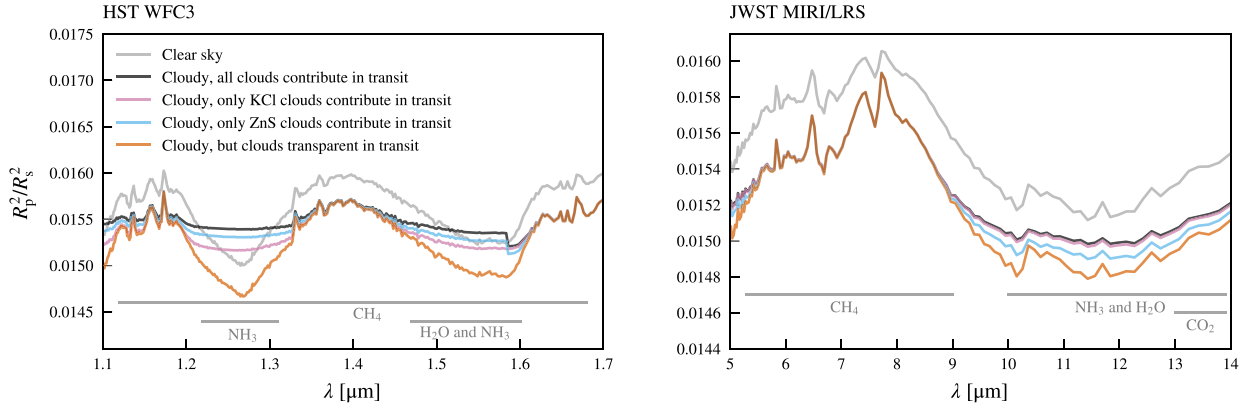 HST WFC3
0.0175
0.0170
0.0165
0.0160
0.0155
0.0150
0.0145
R_p^2/R_s^2
Clear sky
Cloudy, all clouds contribute in transit
Cloudy, only KCl clouds contribute in transit
Cloudy, only ZnS clouds contribute in transit
Cloudy, but clouds transparent in transit
CH₄
NH₃
H₂O and NH₃
1.1 1.2 1.3 1.4 1.5 1.6 1.7
λ [μm]
JWST MIRI/LRS
0.0160
0.0158
0.0156
0.0154
0.0152
0.0150
0.0148
0.0146
0.0144
CH₄
NH₃ and H₂O
CO₂
5 6 7 8 9 10 11 12 13 14
λ [μm]